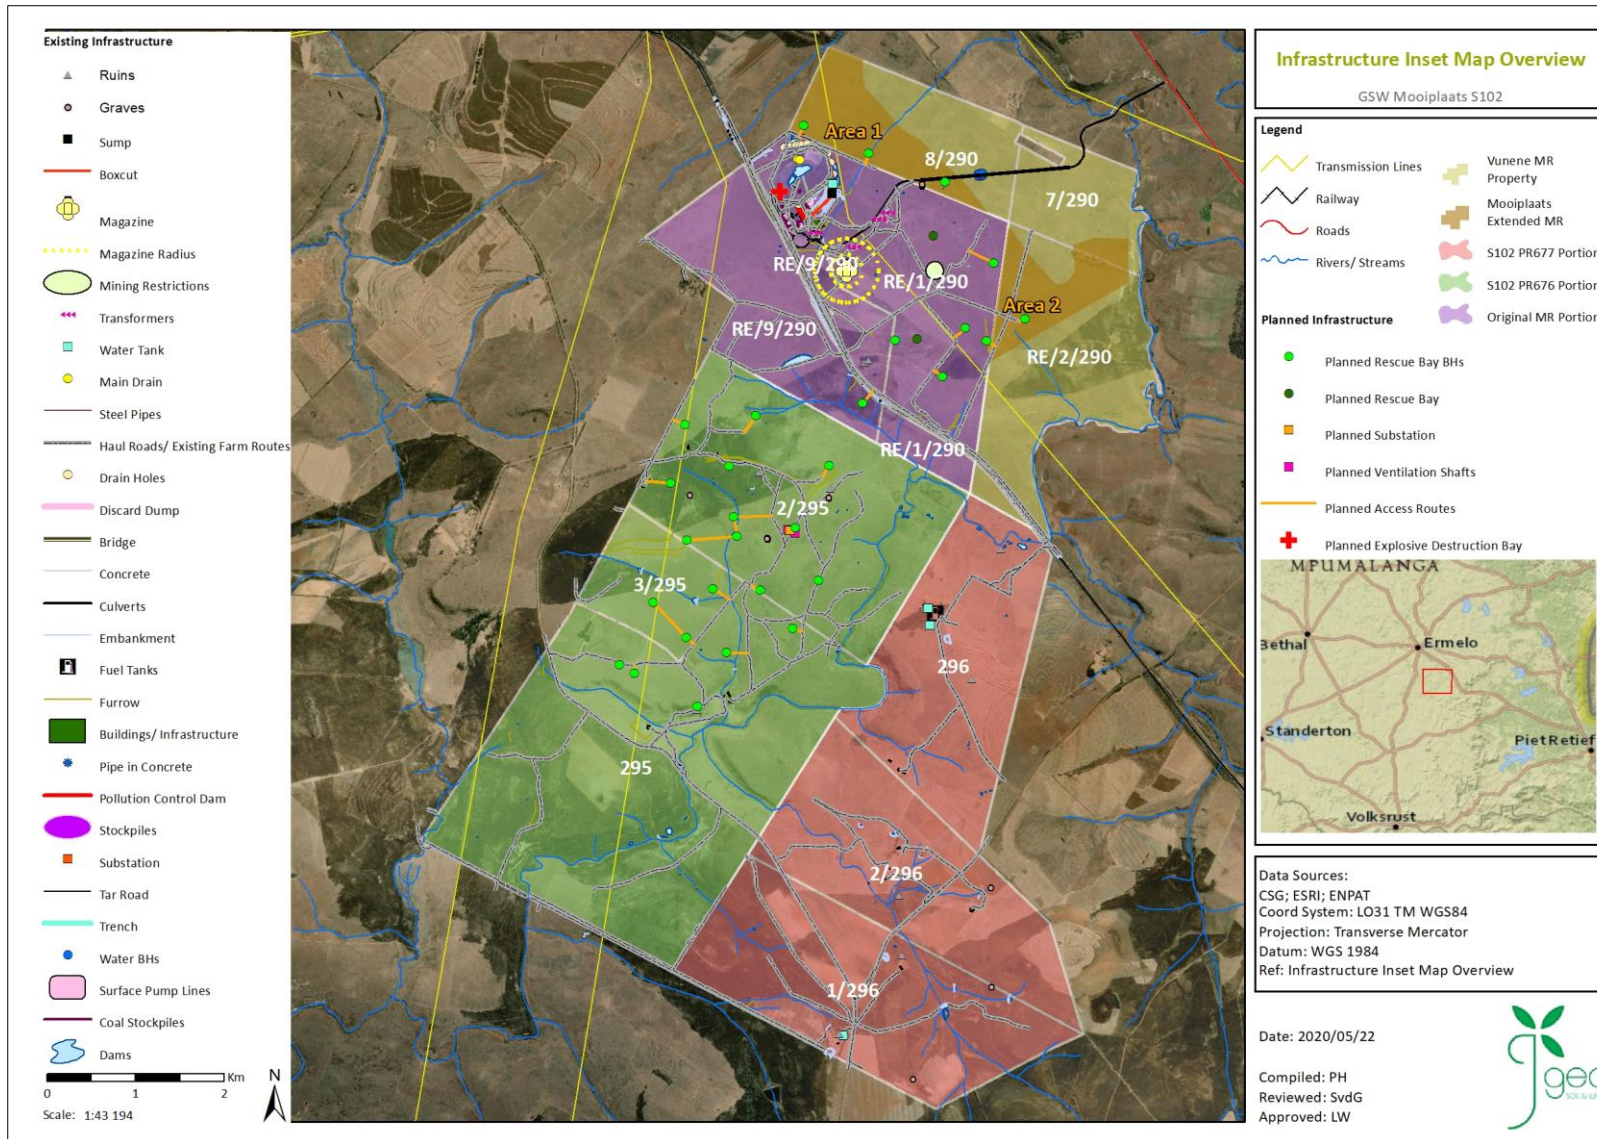 Existing Infrastructure
Ruins
Graves
Sump
Boxcut
Magazine
Magazine Radius
Mining Restrictions
Transformers
Water Tank
Main Drain
Steel Pipes
Haul Roads/ Existing Farm Routes
Drain Holes
Discard Dump
Bridge
Concrete
Culverts
Embankment
Fuel Tanks
Furrow
Buildings/ Infrastructure
Pipe in Concrete
Pollution Control Dam
Stockpiles
Substation
Tar Road
Trench
Water BHs
Surface Pump Lines
Coal Stockpiles
Dams
Km
0 1 2
Scale: 1:43 194
N
Area 1
8/290
7/290
RE/9/290
RE/1/290
Area 2
RE/9/290
RE/2/290
RE/1/290
2/295
3/295
296
295
2/296
1/296
Infrastructure Inset Map Overview
GSW Mooiplaats S102
Legend
Transmission Lines
Railway
Roads
Rivers/ Streams
Vunene MR
Property
Mooiplaats
Extended MR
S102 PR677 Portion
S102 PR676 Portion
Original MR Portion
Planned Infrastructure
Planned Rescue Bay BHs
Planned Rescue Bay
Planned Substation
Planned Ventilation Shafts
Planned Access Routes
Planned Explosive Destruction Bay
MPUMALANGA
Bethal
Ermelo
Standerton
Piet Retief
Volksrust
Data Sources:
CSG; ESRI; ENPAT
Coord System: LO31 TM WGS84
Projection: Transverse Mercator
Datum: WGS 1984
Ref: Infrastructure Inset Map Overview
Date: 2020/05/22
Compiled: PH
Reviewed: SvdG
Approved: LW